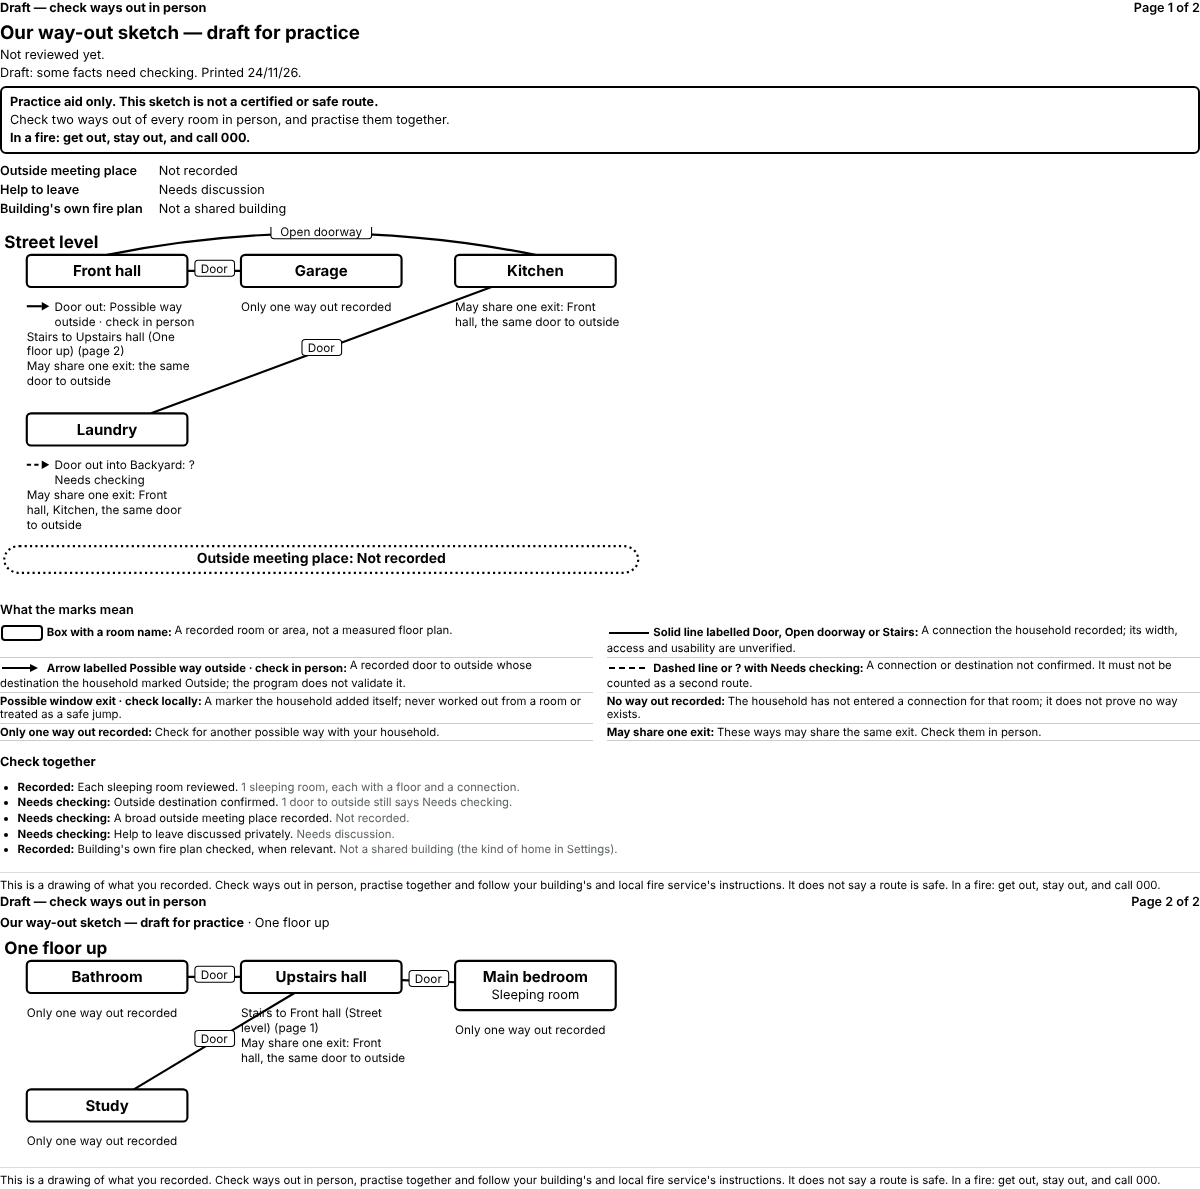 Draft — check ways out in person
Page 1 of 2
Our way-out sketch — draft for practice
Not reviewed yet.
Draft: some facts need checking. Printed 24/11/26.
Practice aid only. This sketch is not a certified or safe route.
Check two ways out of every room in person, and practise them together.
In a fire: get out, stay out, and call 000.
Outside meeting place Not recorded
Help to leave Needs discussion
Building's own fire plan Not a shared building
Street level
Open doorway
Front hall
Door
Garage
Kitchen
Door out: Possible way
outside · check in person
Stairs to Upstairs hall (One
floor up) (page 2)
May share one exit: the same
door to outside
Only one way out recorded
May share one exit: Front
hall, the same door to outside
Door
Laundry
Door out into Backyard: ?
Needs checking
May share one exit: Front
hall, Kitchen, the same door
to outside
Outside meeting place: Not recorded
What the marks mean
Box with a room name: A recorded room or area, not a measured floor plan.
Solid line labelled Door, Open doorway or Stairs: A connection the household recorded; its width,
access and usability are unverified.
Arrow labelled Possible way outside · check in person: A recorded door to outside whose
destination the household marked Outside; the program does not validate it.
Dashed line or ? with Needs checking: A connection or destination not confirmed. It must not be
counted as a second route.
Possible window exit · check locally: A marker the household added itself; never worked out from a room or
treated as a safe jump.
No way out recorded: The household has not entered a connection for that room; it does not prove no way
exists.
Only one way out recorded: Check for another possible way with your household.
May share one exit: These ways may share the same exit. Check them in person.
Check together
• Recorded: Each sleeping room reviewed. 1 sleeping room, each with a floor and a connection.
• Needs checking: Outside destination confirmed. 1 door to outside still says Needs checking.
• Needs checking: A broad outside meeting place recorded. Not recorded.
• Needs checking: Help to leave discussed privately. Needs discussion.
• Recorded: Building's own fire plan checked, when relevant. Not a shared building (the kind of home in Settings).
This is a drawing of what you recorded. Check ways out in person, practise together and follow your building's and local fire service's instructions. It does not say a route is safe. In a fire: get out, stay out, and call 000.
Draft — check ways out in person
Page 2 of 2
Our way-out sketch — draft for practice · One floor up
One floor up
Bathroom
Door
Upstairs hall
Door
Main bedroom
Sleeping room
Only one way out recorded
Stairs to Front hall (Street
level) (page 1)
May share one exit: Front
hall, the same door to outside
Only one way out recorded
Door
Study
Only one way out recorded
This is a drawing of what you recorded. Check ways out in person, practise together and follow your building's and local fire service's instructions. It does not say a route is safe. In a fire: get out, stay out, and call 000.